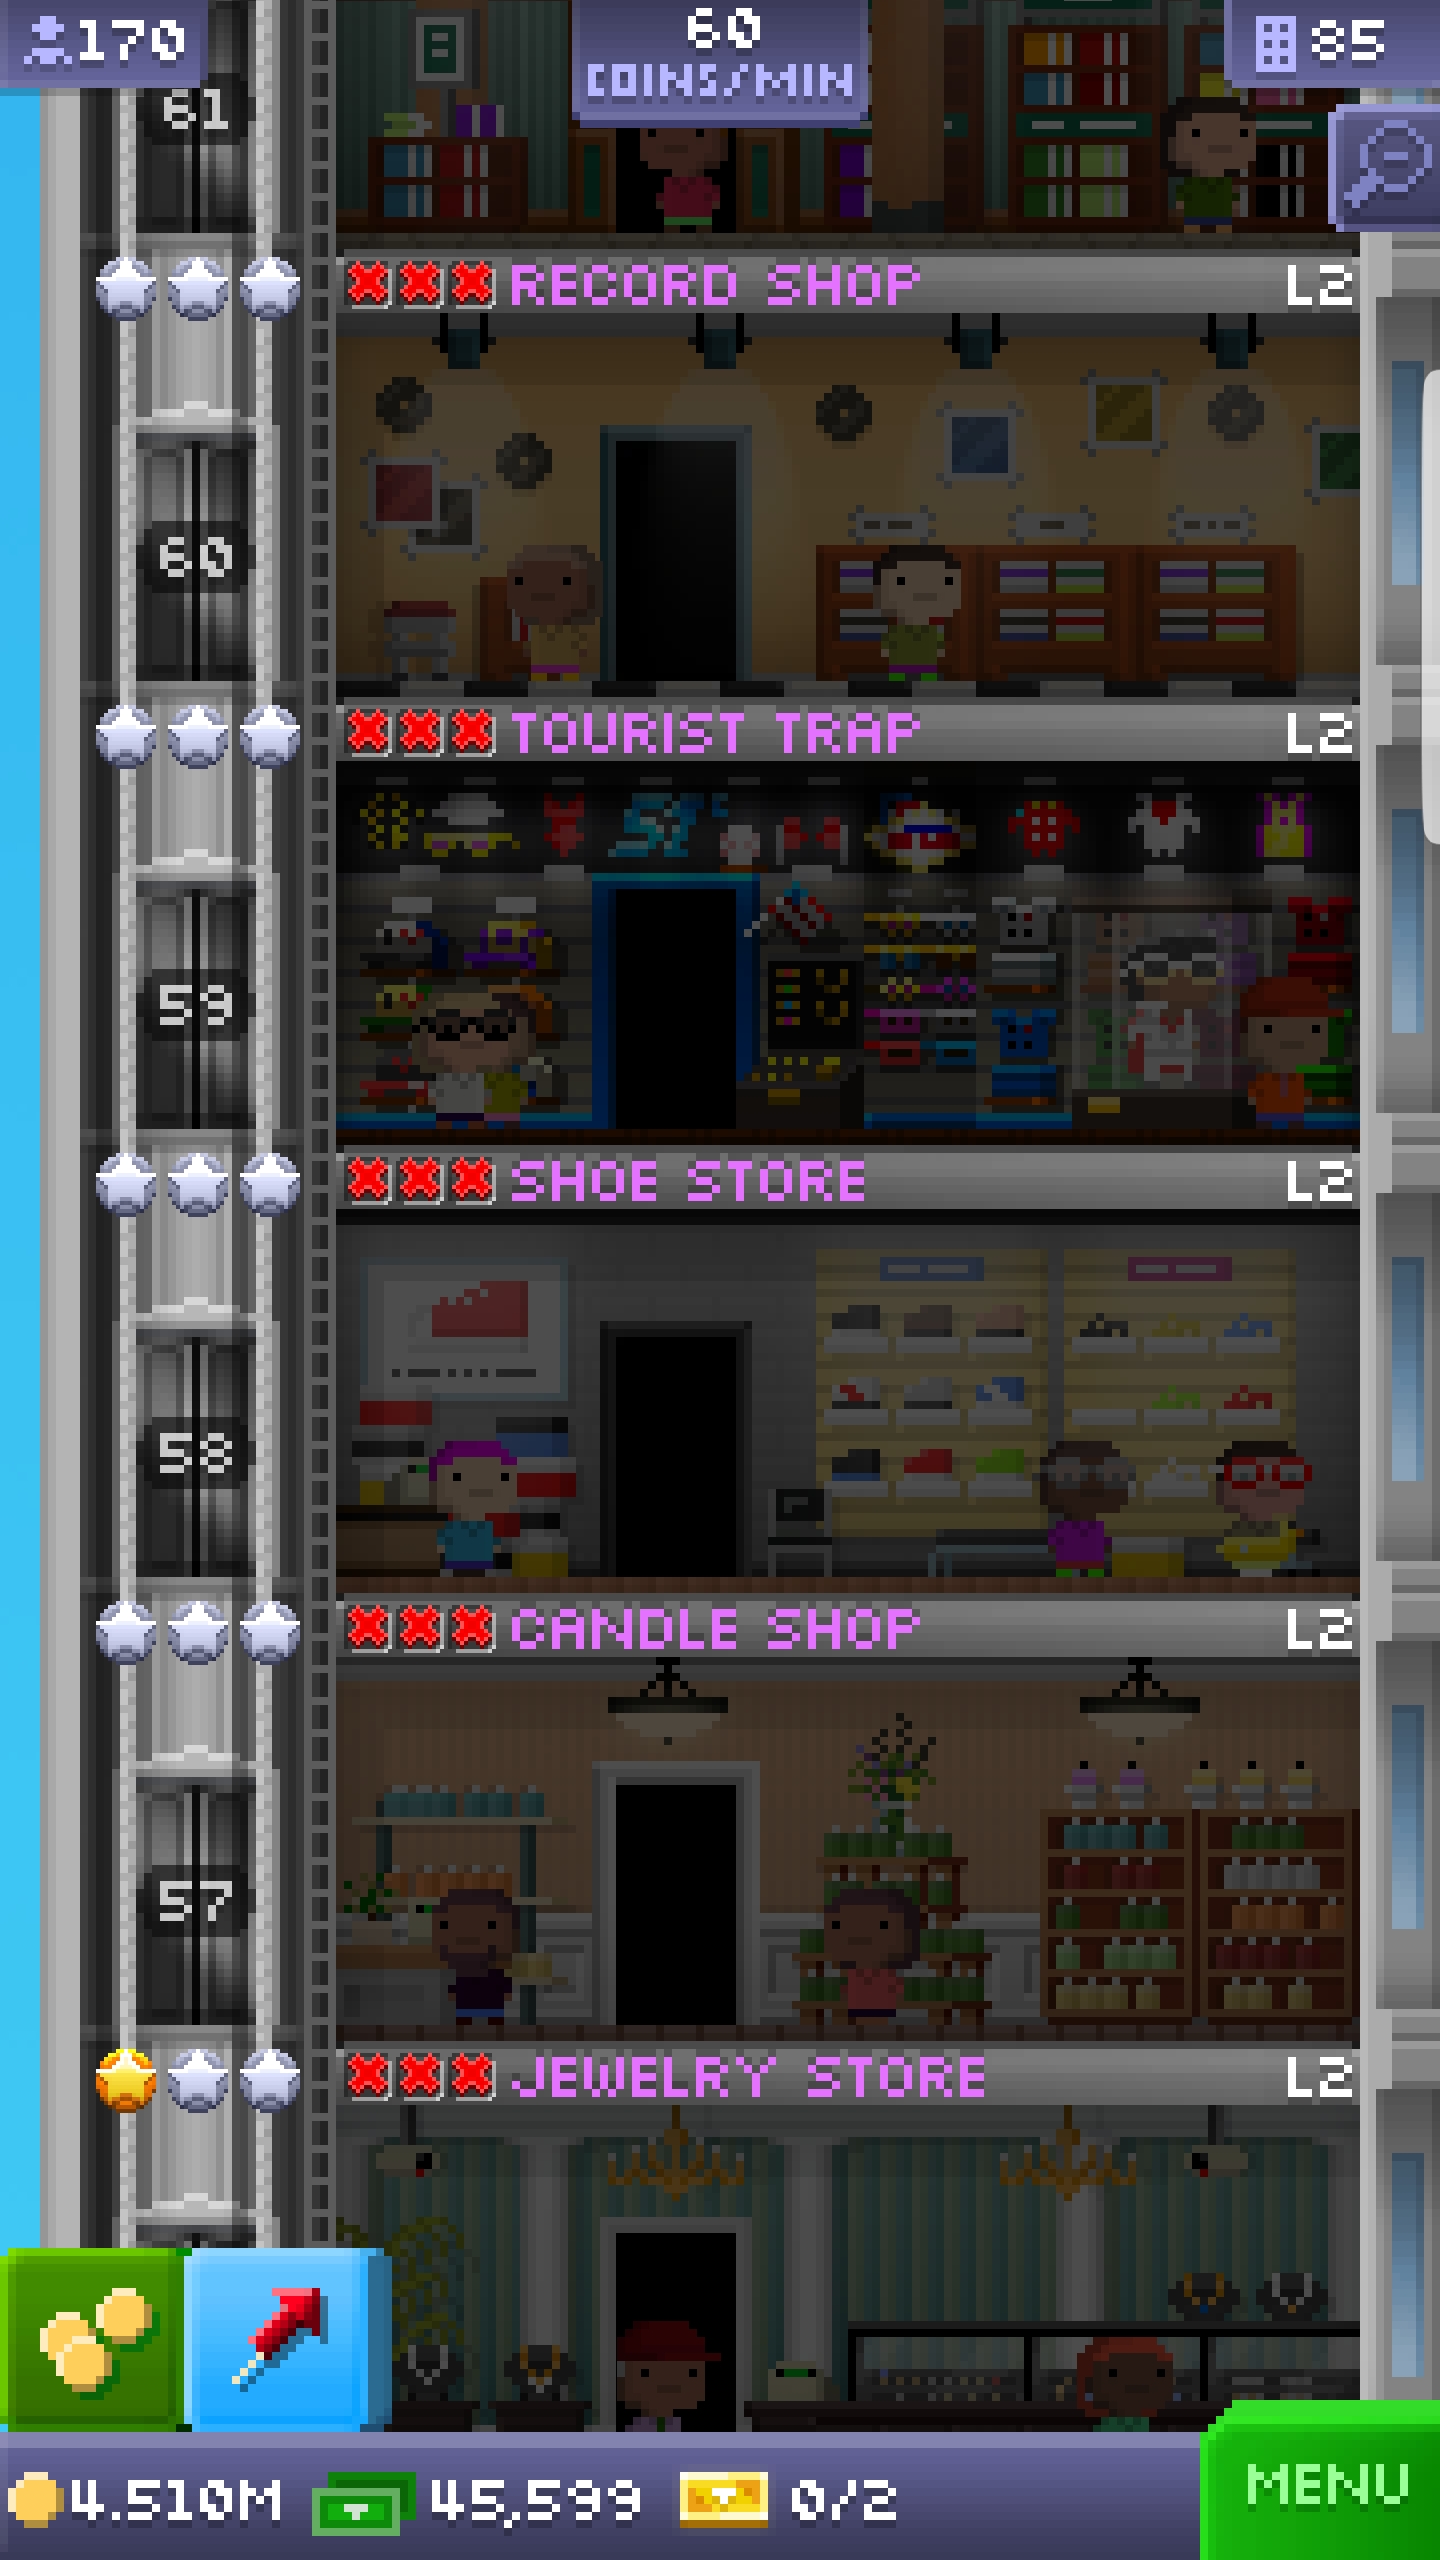 170
60
COINS/MIN
85
61
RECORD SHOP L2
60
TOURIST TRAP L2
59
SHOE STORE L2
58
CANDLE SHOP L2
57
JEWELRY STORE L2
4.510M 45,599 0/2 MENU